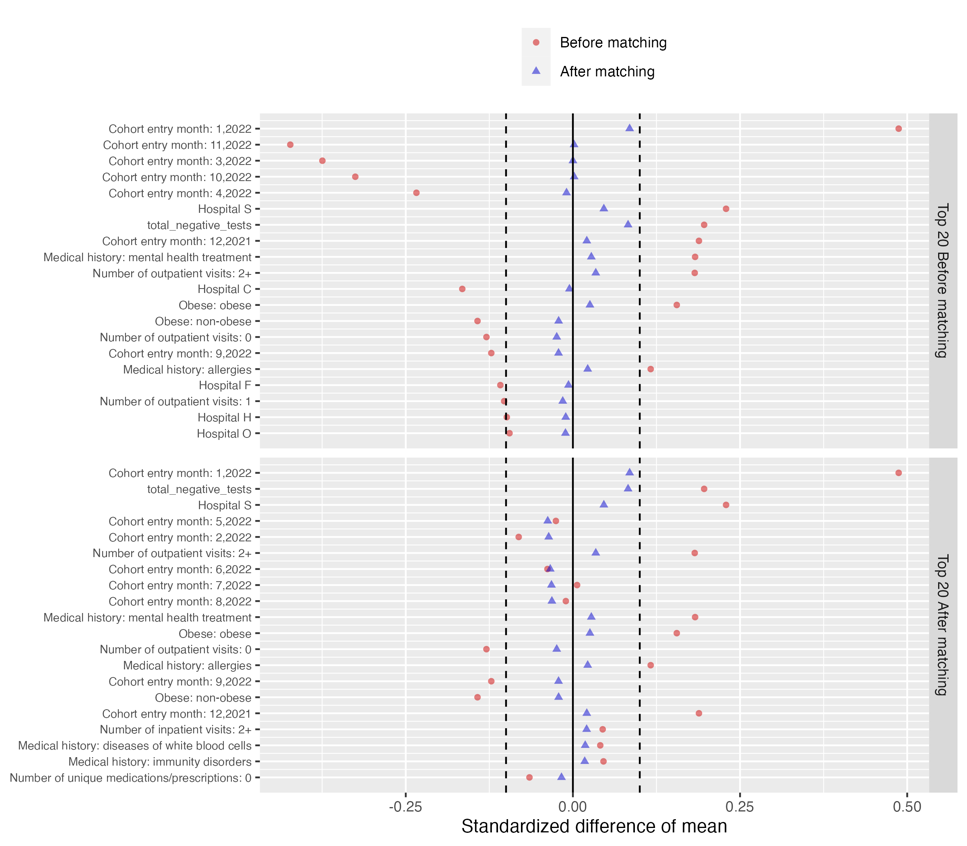 Before matching
After matching
Cohort entry month: 1,2022
Cohort entry month: 11,2022
Cohort entry month: 3,2022
Cohort entry month: 10,2022
Cohort entry month: 4,2022
Hospital S
total_negative_tests
Cohort entry month: 12,2021
Medical history: mental health treatment
Number of outpatient visits: 2+
Hospital C
Obese: obese
Obese: non-obese
Number of outpatient visits: 0
Cohort entry month: 9,2022
Medical history: allergies
Hospital F
Number of outpatient visits: 1
Hospital H
Hospital O
Top 20 Before matching
Cohort entry month: 1,2022
total_negative_tests
Hospital S
Cohort entry month: 5,2022
Cohort entry month: 2,2022
Number of outpatient visits: 2+
Cohort entry month: 6,2022
Cohort entry month: 7,2022
Cohort entry month: 8,2022
Medical history: mental health treatment
Obese: obese
Number of outpatient visits: 0
Medical history: allergies
Cohort entry month: 9,2022
Obese: non-obese
Cohort entry month: 12,2021
Number of inpatient visits: 2+
Medical history: diseases of white blood cells
Medical history: immunity disorders
Number of unique medications/prescriptions: 0
Top 20 After matching
-0.25 0.00 0.25 0.50
Standardized difference of mean